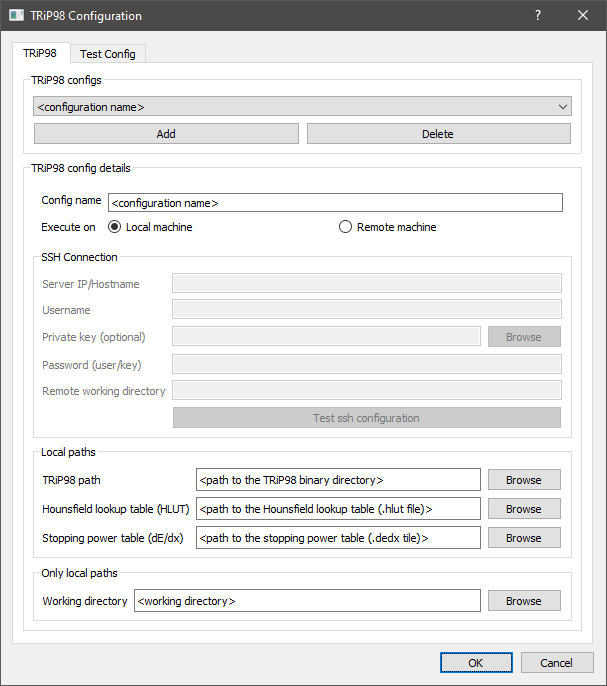 TRiP98 Configuration ?
TRiP98 Test Config
TRiP98 configs
<configuration name>
Add Delete
TRiP98 config details
Config name <configuration name>
Execute on Local machine Remote machine
SSH Connection
Server IP/Hostname
Username
Private key (optional) Browse
Password (user/key)
Remote working directory
Test ssh configuration
Local paths
TRiP98 path <path to the TRiP98 binary directory> Browse
Hounsfield lookup table (HLUT) <path to the Hounsfield lookup table (.hlut file)> Browse
Stopping power table (dE/dx) <path to the stopping power table (.dedx tile)> Browse
Only local paths
Working directory <working directory> Browse
OK Cancel